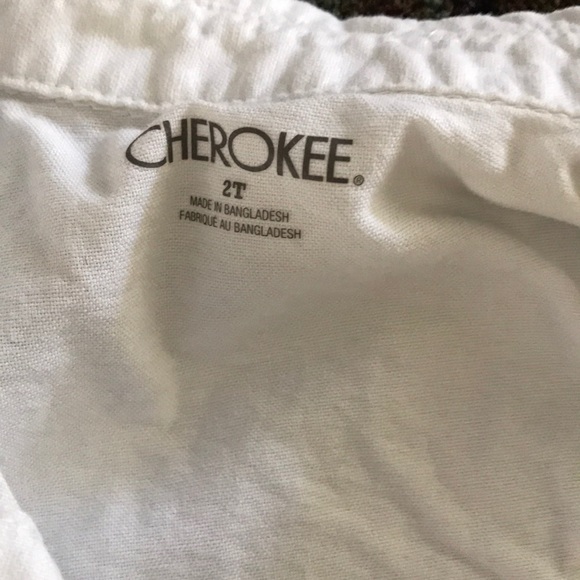 CHEROKEE®
2T
MADE IN BANGLADESH
FABRIQUÉ AU BANGLADESH